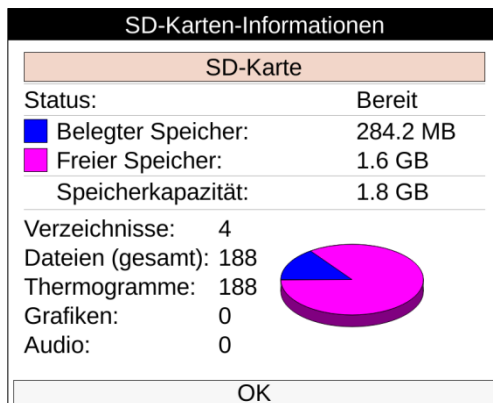 SD-Karten-Informationen
SD-Karte
Status: Bereit
Belegter Speicher: 284.2 MB
Freier Speicher: 1.6 GB
Speicherkapazität: 1.8 GB
Verzeichnisse: 4
Dateien (gesamt): 188
Thermogramme: 188
Grafiken: 0
Audio: 0
OK